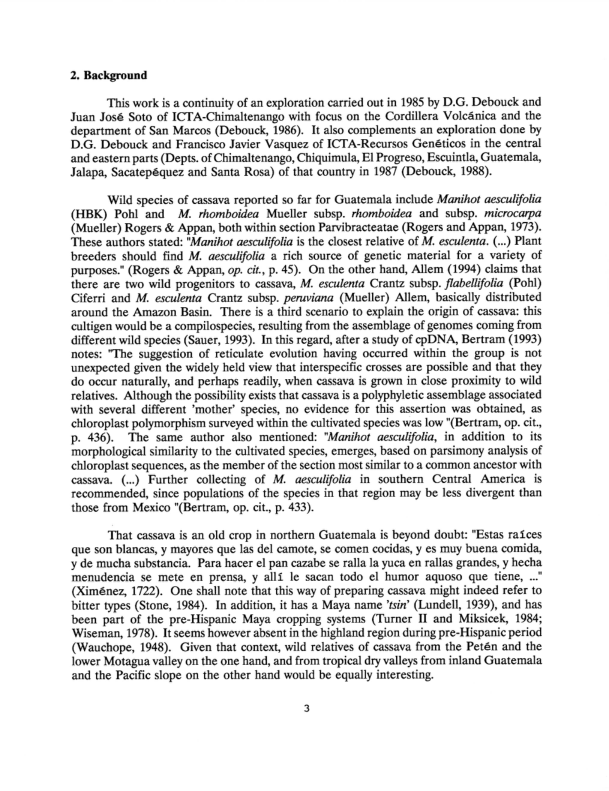 2. Background
This work is a continuity of an exploration carried out in 1985 by D.G. Debouck and
Juan José Soto of ICTA-Chimaltenango with focus on the Cordillera Volcánica and the
department of San Marcos (Debouck, 1986). It also complements an exploration done by
D.G. Debouck and Francisco Javier Vasquez of ICTA-Recursos Genéticos in the central
and eastern parts (Depts. of Chimaltenango, Chiquimula, El Progreso, Escuintla, Guatemala,
Jalapa, Sacatepéquez and Santa Rosa) of that country in 1987 (Debouck, 1988).
Wild species of cassava reported so far for Guatemala include Manihot aesculifolia
(HBK) Pohl and M. rhomboidea Mueller subsp. rhomboidea and subsp. microcarpa
(Mueller) Rogers & Appan, both within section Parvibracteatae (Rogers and Appan, 1973).
These authors stated: "Manihot aesculifolia is the closest relative of M. esculenta. (...) Plant
breeders should find M. aesculifolia a rich source of genetic material for a variety of
purposes." (Rogers & Appan, op. cit., p. 45). On the other hand, Allem (1994) claims that
there are two wild progenitors to cassava, M. esculenta Crantz subsp. flabellifolia (Pohl)
Ciferri and M. esculenta Crantz subsp. peruviana (Mueller) Allem, basically distributed
around the Amazon Basin. There is a third scenario to explain the origin of cassava: this
cultigen would be a compilospecies, resulting from the assemblage of genomes coming from
different wild species (Sauer, 1993). In this regard, after a study of cpDNA, Bertram (1993)
notes: "The suggestion of reticulate evolution having occurred within the group is not
unexpected given the widely held view that interspecific crosses are possible and that they
do occur naturally, and perhaps readily, when cassava is grown in close proximity to wild
relatives. Although the possibility exists that cassava is a polyphyletic assemblage associated
with several different 'mother' species, no evidence for this assertion was obtained, as
chloroplast polymorphism surveyed within the cultivated species was low "(Bertram, op. cit.,
p. 436). The same author also mentioned: "Manihot aesculifolia, in addition to its
morphological similarity to the cultivated species, emerges, based on parsimony analysis of
chloroplast sequences, as the member of the section most similar to a common ancestor with
cassava. (...) Further collecting of M. aesculifolia in southern Central America is
recommended, since populations of the species in that region may be less divergent than
those from Mexico "(Bertram, op. cit., p. 433).
That cassava is an old crop in northern Guatemala is beyond doubt: "Estas raíces
que son blancas, y mayores que las del camote, se comen cocidas, y es muy buena comida,
y de mucha substancia. Para hacer el pan cazabe se ralla la yuca en rallas grandes, y hecha
menudencia se mete en prensa, y allí le sacan todo el humor aquoso que tiene, ..."
(Ximénez, 1722). One shall note that this way of preparing cassava might indeed refer to
bitter types (Stone, 1984). In addition, it has a Maya name 'tsin' (Lundell, 1939), and has
been part of the pre-Hispanic Maya cropping systems (Turner II and Miksicek, 1984;
Wiseman, 1978). It seems however absent in the highland region during pre-Hispanic period
(Wauchope, 1948). Given that context, wild relatives of cassava from the Petén and the
lower Motagua valley on the one hand, and from tropical dry valleys from inland Guatemala
and the Pacific slope on the other hand would be equally interesting.
3